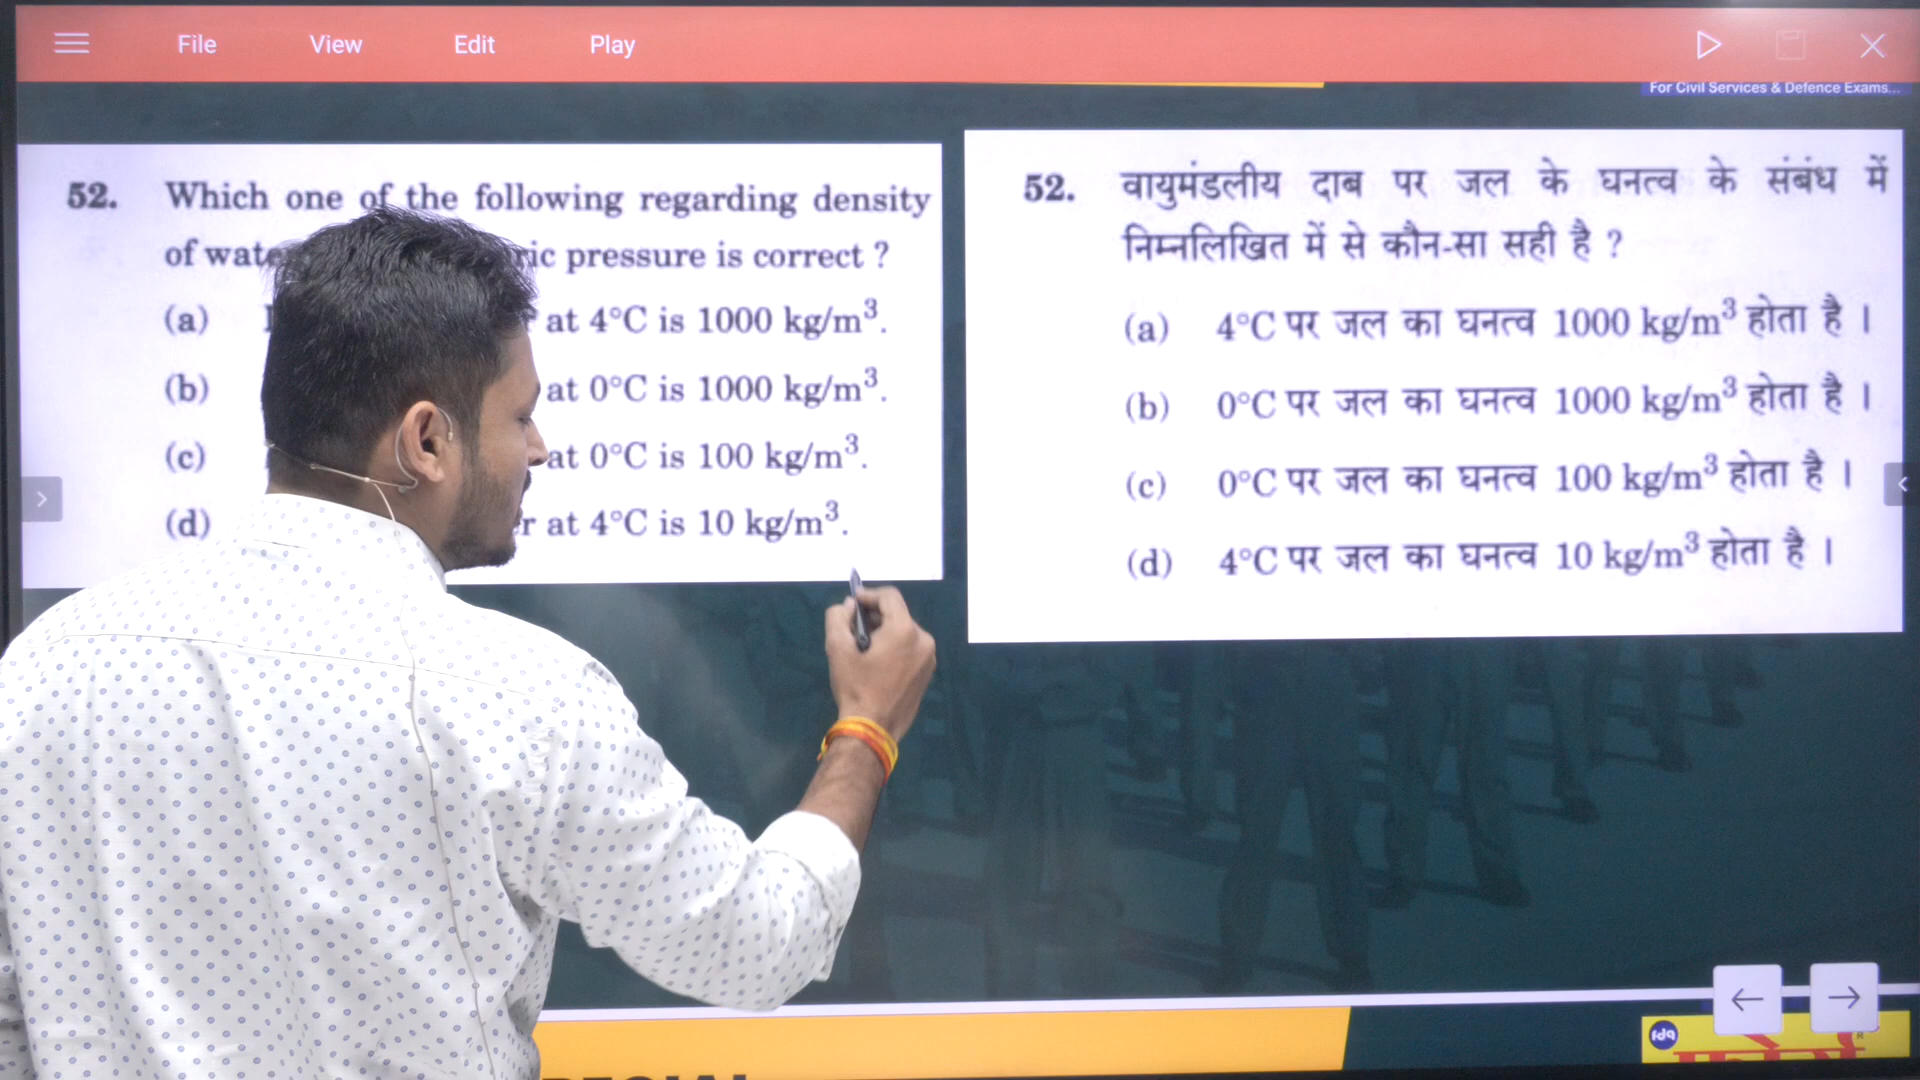 File View Edit Play
For Civil Services & Defence Exams...
52. Which one of the following regarding density
of wate ric pressure is correct ?
(a) at 4°C is 1000 kg/m³.
(b) at 0°C is 1000 kg/m³.
(c) at 0°C is 100 kg/m³.
(d) r at 4°C is 10 kg/m³.
52. वायुमंडलीय दाब पर जल के घनत्व के संबंध में
निम्नलिखित में से कौन-सा सही है ?
(a) 4°C पर जल का घनत्व 1000 kg/m³ होता है ।
(b) 0°C पर जल का घनत्व 1000 kg/m³ होता है ।
(c) 0°C पर जल का घनत्व 100 kg/m³ होता है ।
(d) 4°C पर जल का घनत्व 10 kg/m³ होता है ।
fda